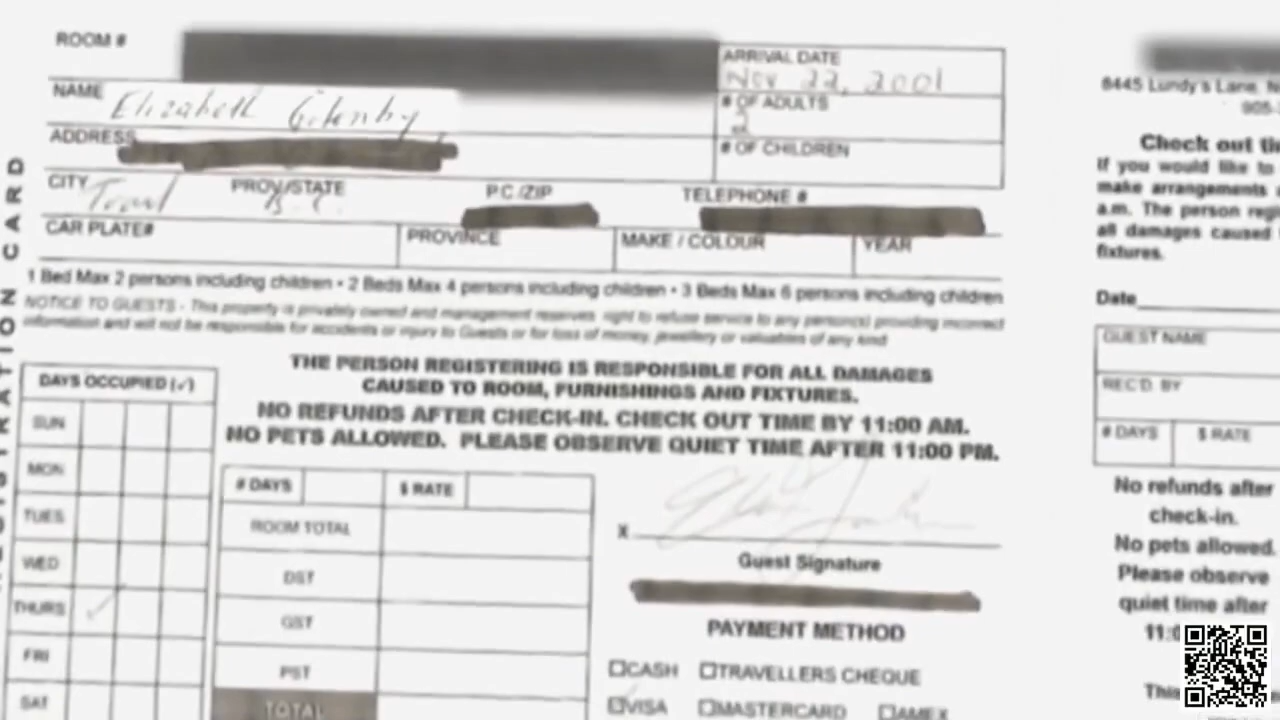 ROOM #
ARRIVAL DATE
Nov 22, 2001
NAME
Elizabeth
# OF ADULTS
2
ADDRESS
# OF CHILDREN
CITY PROV/STATE P.C./ZIP TELEPHONE #
Trail B.C.
CAR PLATE# PROVINCE MAKE / COLOUR YEAR
1 Bed Max 2 persons including children • 2 Beds Max 4 persons including children • 3 Beds Max 6 persons including children
NOTICE TO GUESTS - This property is privately owned and management reserves right to refuse service to any person(s) providing incorrect
information and will not be responsible for accidents or injury to Guests or for loss of money, jewellery or valuables of any kind
THE PERSON REGISTERING IS RESPONSIBLE FOR ALL DAMAGES
CAUSED TO ROOM, FURNISHINGS AND FIXTURES.
NO REFUNDS AFTER CHECK-IN. CHECK OUT TIME BY 11:00 AM.
NO PETS ALLOWED. PLEASE OBSERVE QUIET TIME AFTER 11:00 PM.
DAYS OCCUPIED (✓)
SUN
MON
TUES
WED
THURS ✓
FRI
SAT
# DAYS $ RATE
ROOM TOTAL
DST
GST
PST
TOTAL
X
Guest Signature
PAYMENT METHOD
CASH TRAVELLERS CHEQUE
VISA MASTERCARD AMEX
REGISTRATION CARD
8445 Lundy's Lane, N
905-
Check out ti
If you would like to
make arrangements
a.m. The person regi
all damages caused
fixtures.
Date
GUEST NAME
REC'D. BY
# DAYS $ RATE
No refunds after
check-in.
No pets allowed.
Please observe
quiet time after
11:0